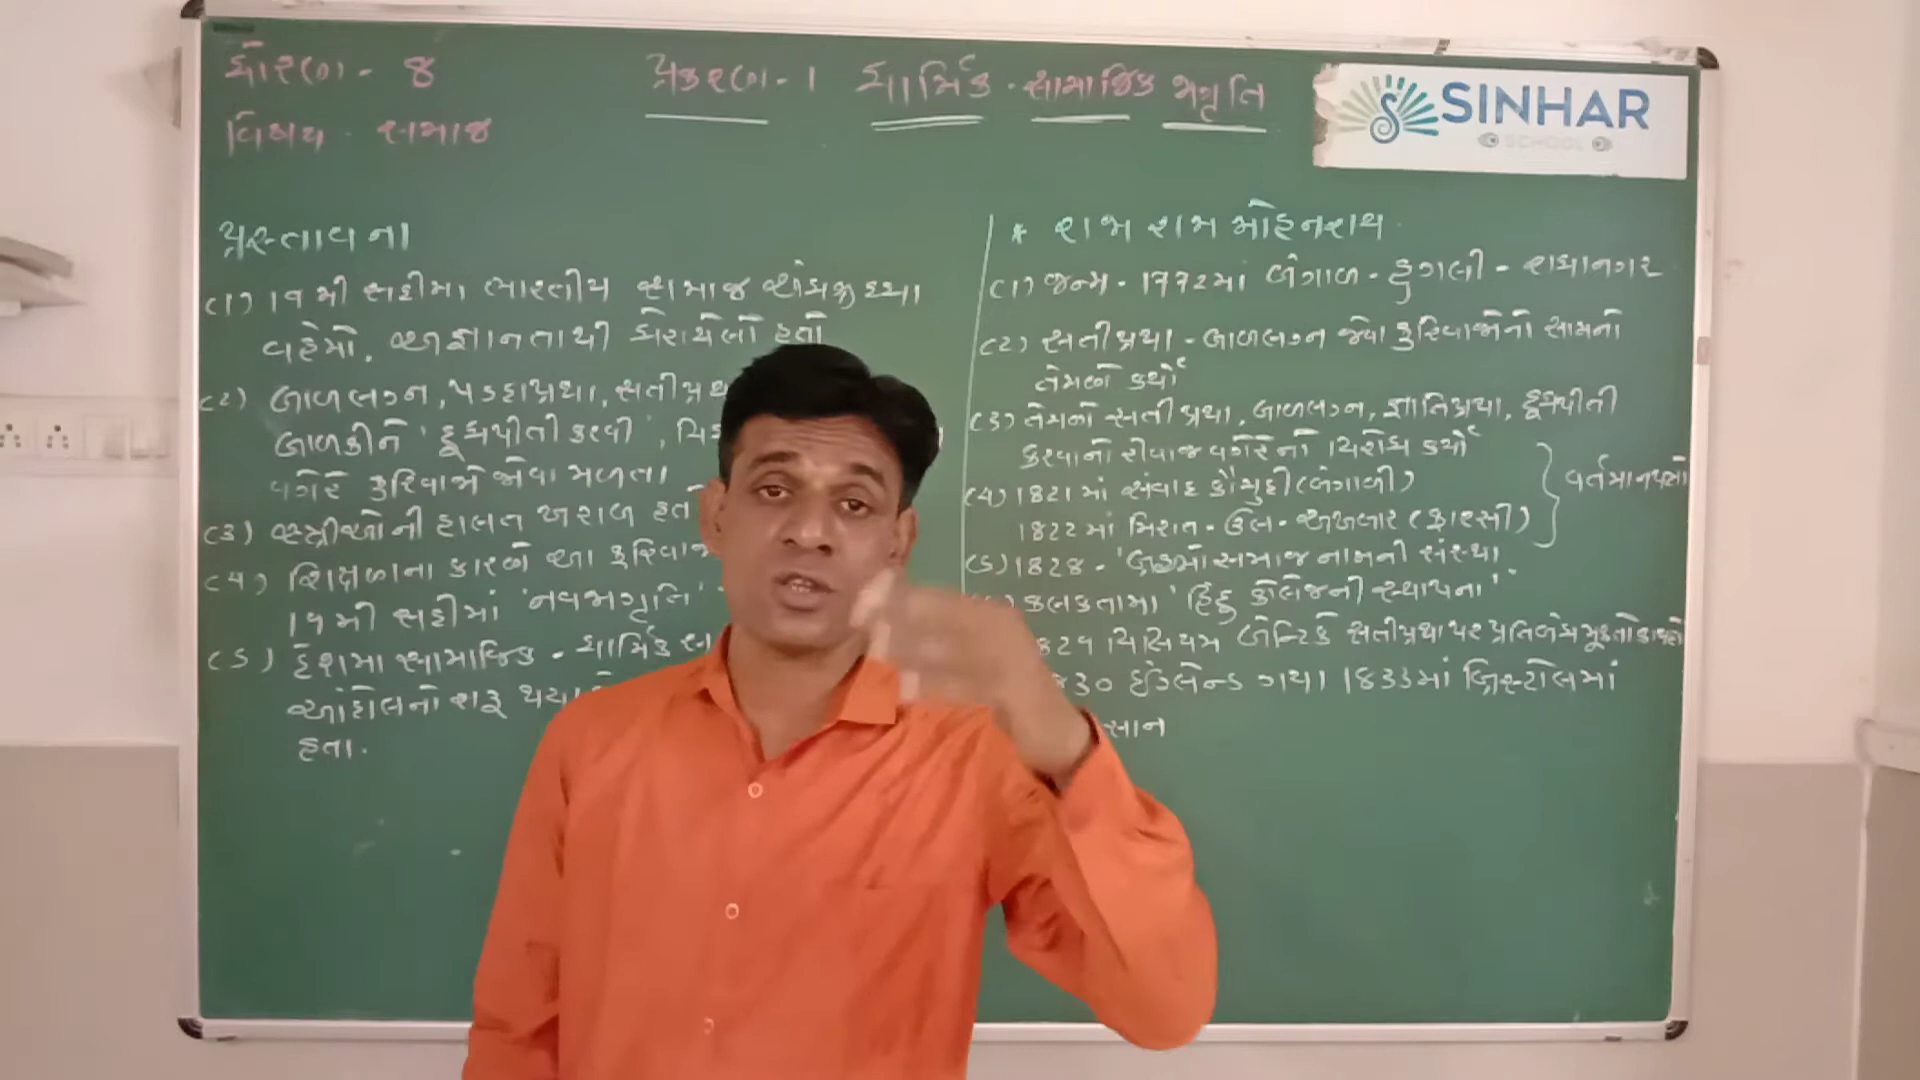 ધોરણ - 8
વિષય - સમાજ
પ્રકરણ - 1 ધાર્મિક - સામાજિક જાગૃતિ
SINHAR
SCHOOL
પ્રસ્તાવના
(1) 19 મી સદીમાં ભારતીય સમાજ અંધશ્રદ્ધા
વહેમો, અજ્ઞાનતાથી ઘેરાયેલો હતો
(2) બાળલગ્ન, પડદાપ્રથા, સતીપ્રથ
બાળકીને 'દૂધપીતી કરવી',
વગેરે કુરિવાજો જોવા મળતા
(3) સ્ત્રીઓની હાલત ખરાબ હત
(4) શિક્ષણના કારણે આ કુરિવાજ
19 મી સદીમાં 'નવજાગૃતિ'
(5) દેશમા સામાજિક - ધાર્મિક
આંદોલનો શરૂ થયા
હતા.
* રાજા રામ મોહનરાય
(1) જન્મ - 1772માં બંગાળ - હુગલી - રાધાનગર
(2) સતીપ્રથા - બાળલગ્ન જેવા કુરિવાજોનો સામનો
તેમણે કર્યો
(3) તેમનો સતીપ્રથા, બાળલગ્ન, જ્ઞાતિપ્રથા, દૂધપીતી
કરવાનો રીવાજ વગેરેનો વિરોધ કર્યો
(4) 1821 માં સંવાદ કૌમુદી (બંગાળી)
1822 માં મિરાત - ઉલ - અખબાર (ફારસી)
વર્તમાનપત્રો
(5) 1828 - 'બ્રહ્મોસમાજ નામની સંસ્થા
કલકતામા 'હિંદુ કૉલેજની સ્થાપના'
829 વિલિયમ બેન્ટિકે સતીપ્રથા પર પ્રતિબંધ મૂકતો કાયદો
830 ઈંગ્લેન્ડ ગયા 1833માં બ્રિસ્ટોલમાં
સાન